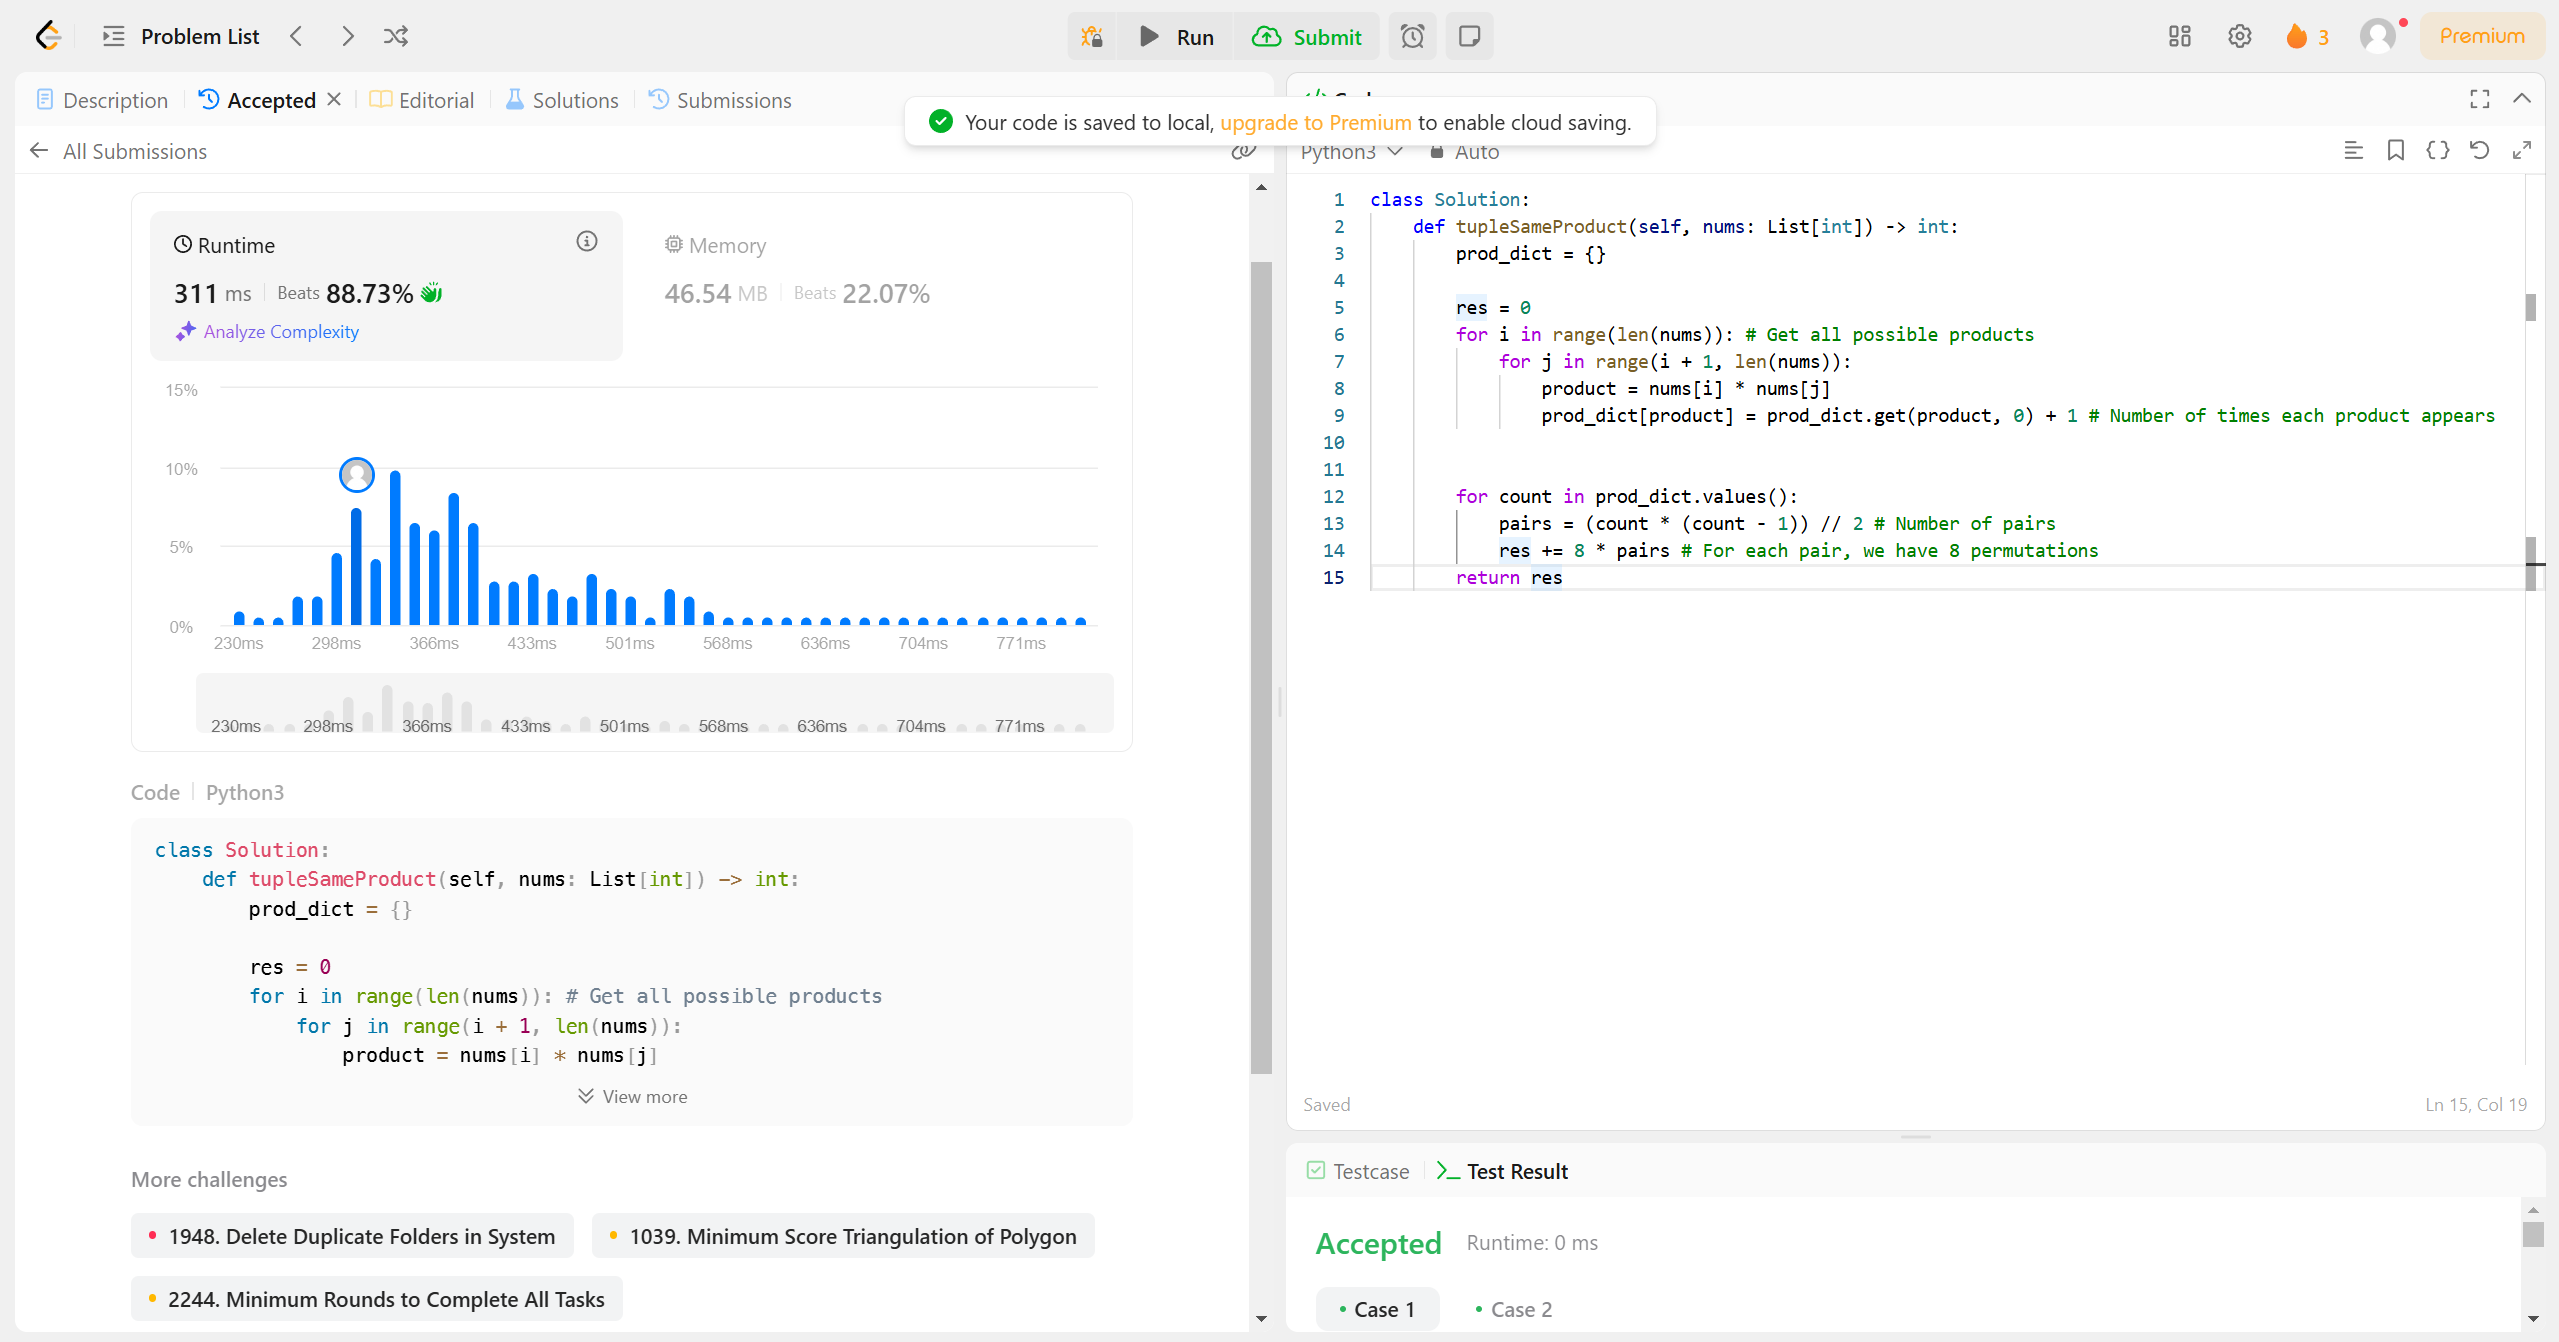 Problem List
Run
Submit
3
Premium
Description
Accepted
Editorial
Solutions
Submissions
Your code is saved to local, upgrade to Premium to enable cloud saving.
All Submissions
Runtime
311 ms
Beats 88.73%
Analyze Complexity
Memory
46.54 MB
Beats 22.07%
15%
10%
5%
0%
230ms 298ms 366ms 433ms 501ms 568ms 636ms 704ms 771ms
230ms 298ms 366ms 433ms 501ms 568ms 636ms 704ms 771ms
Code
Python3
class Solution:
    def tupleSameProduct(self, nums: List[int]) -> int:
        prod_dict = {}
        res = 0
        for i in range(len(nums)): # Get all possible products
            for j in range(i + 1, len(nums)):
                product = nums[i] * nums[j]
View more
More challenges
1948. Delete Duplicate Folders in System
1039. Minimum Score Triangulation of Polygon
2244. Minimum Rounds to Complete All Tasks
Python3
Auto
1 class Solution:
2     def tupleSameProduct(self, nums: List[int]) -> int:
3         prod_dict = {}
4
5         res = 0
6         for i in range(len(nums)): # Get all possible products
7             for j in range(i + 1, len(nums)):
8                 product = nums[i] * nums[j]
9                 prod_dict[product] = prod_dict.get(product, 0) + 1 # Number of times each product appears
10
11
12         for count in prod_dict.values():
13             pairs = (count * (count - 1)) // 2 # Number of pairs
14             res += 8 * pairs # For each pair, we have 8 permutations
15         return res
Saved
Ln 15, Col 19
Testcase
Test Result
Accepted
Runtime: 0 ms
Case 1
Case 2